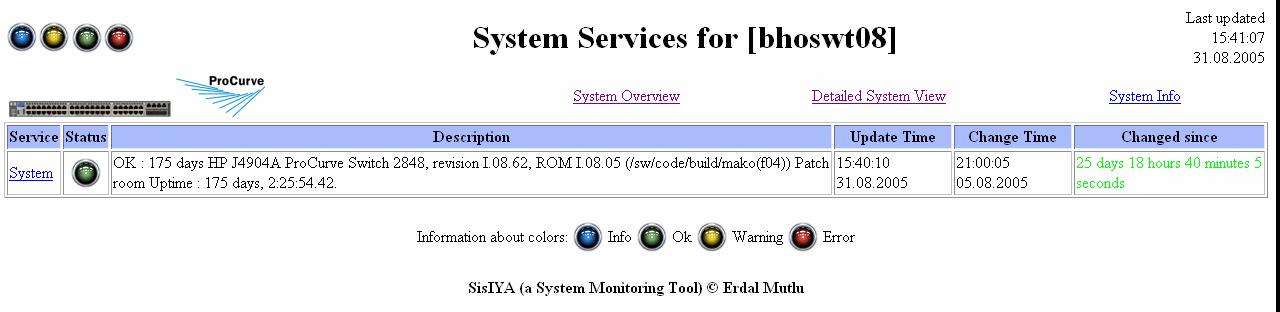 System Services for [bhoswt08]
Last updated
15:41:07
31.08.2005
ProCurve
System Overview Detailed System View System Info
Service Status Description Update Time Change Time Changed since
System
OK : 175 days HP J4904A ProCurve Switch 2848, revision I.08.62, ROM I.08.05 (/sw/code/build/mako(f04)) Patch
room Uptime : 175 days, 2:25:54.42.
15:40:10
31.08.2005
21:00:05
05.08.2005
25 days 18 hours 40 minutes 5
seconds
Information about colors: Info Ok Warning Error
SisIYA (a System Monitoring Tool) © Erdal Mutlu